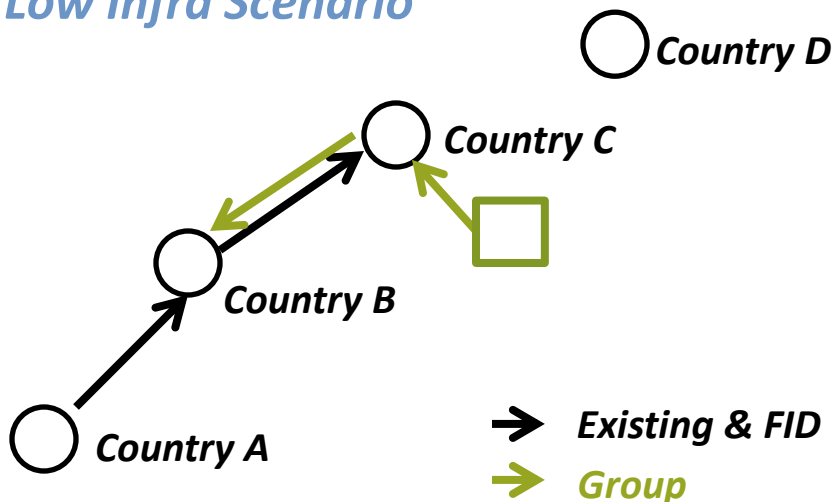 Low Infra Scenario
Country D
Country C
Country B
Country A
Existing & FID
Group